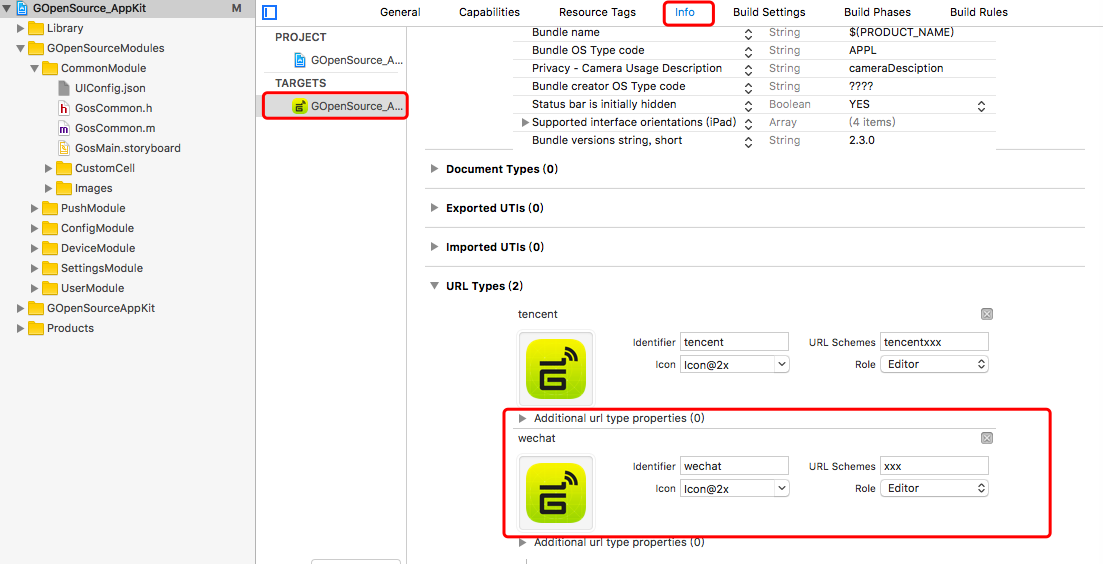 GOpenSource_AppKit M
Library
GOpenSourceModules
CommonModule
UIConfig.json
GosCommon.h
GosCommon.m
GosMain.storyboard
CustomCell
Images
PushModule
ConfigModule
DeviceModule
SettingsModule
UserModule
GOpenSourceAppKit
Products
General Capabilities Resource Tags Info Build Settings Build Phases Build Rules
PROJECT
GOpenSource_A...
TARGETS
GOpenSource_A...
Bundle name String $(PRODUCT_NAME)
Bundle OS Type code String APPL
Privacy - Camera Usage Description String cameraDesciption
Bundle creator OS Type code String ????
Status bar is initially hidden Boolean YES
Supported interface orientations (iPad) Array (4 items)
Bundle versions string, short String 2.3.0
Document Types (0)
Exported UTIs (0)
Imported UTIs (0)
URL Types (2)
tencent
Identifier tencent URL Schemes tencentxxx
Icon Icon@2x Role Editor
Additional url type properties (0)
wechat
Identifier wechat URL Schemes xxx
Icon Icon@2x Role Editor
Additional url type properties (0)